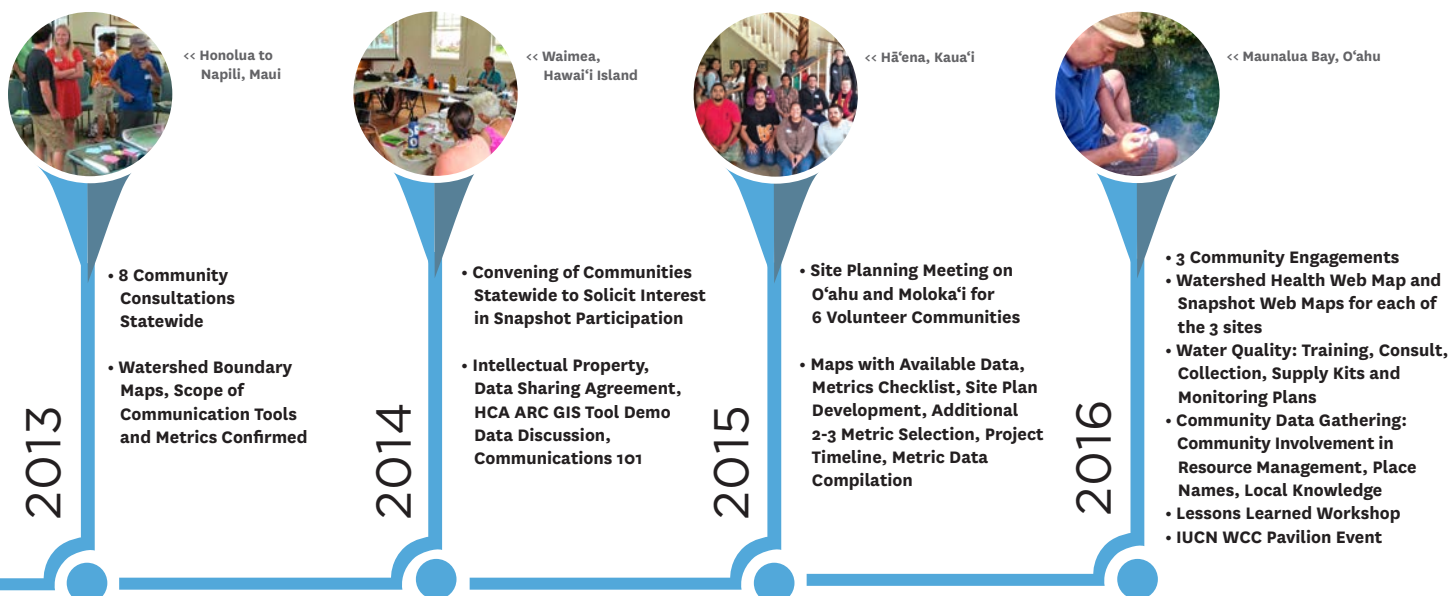 << Honolua to
Napili, Maui
<< Waimea,
Hawaiʻi Island
<< Hāʻena, Kauaʻi
<< Maunalua Bay, Oʻahu
2013
• 8 Community
Consultations
Statewide
• Watershed Boundary
Maps, Scope of
Communication Tools
and Metrics Confirmed
2014
• Convening of Communities
Statewide to Solicit Interest
in Snapshot Participation
• Intellectual Property,
Data Sharing Agreement,
HCA ARC GIS Tool Demo
Data Discussion,
Communications 101
2015
• Site Planning Meeting on
Oʻahu and Molokaʻi for
6 Volunteer Communities
• Maps with Available Data,
Metrics Checklist, Site Plan
Development, Additional
2-3 Metric Selection, Project
Timeline, Metric Data
Compilation
2016
• 3 Community Engagements
• Watershed Health Web Map and
Snapshot Web Maps for each of
the 3 sites
• Water Quality: Training, Consult,
Collection, Supply Kits and
Monitoring Plans
• Community Data Gathering:
Community Involvement in
Resource Management, Place
Names, Local Knowledge
• Lessons Learned Workshop
• IUCN WCC Pavilion Event